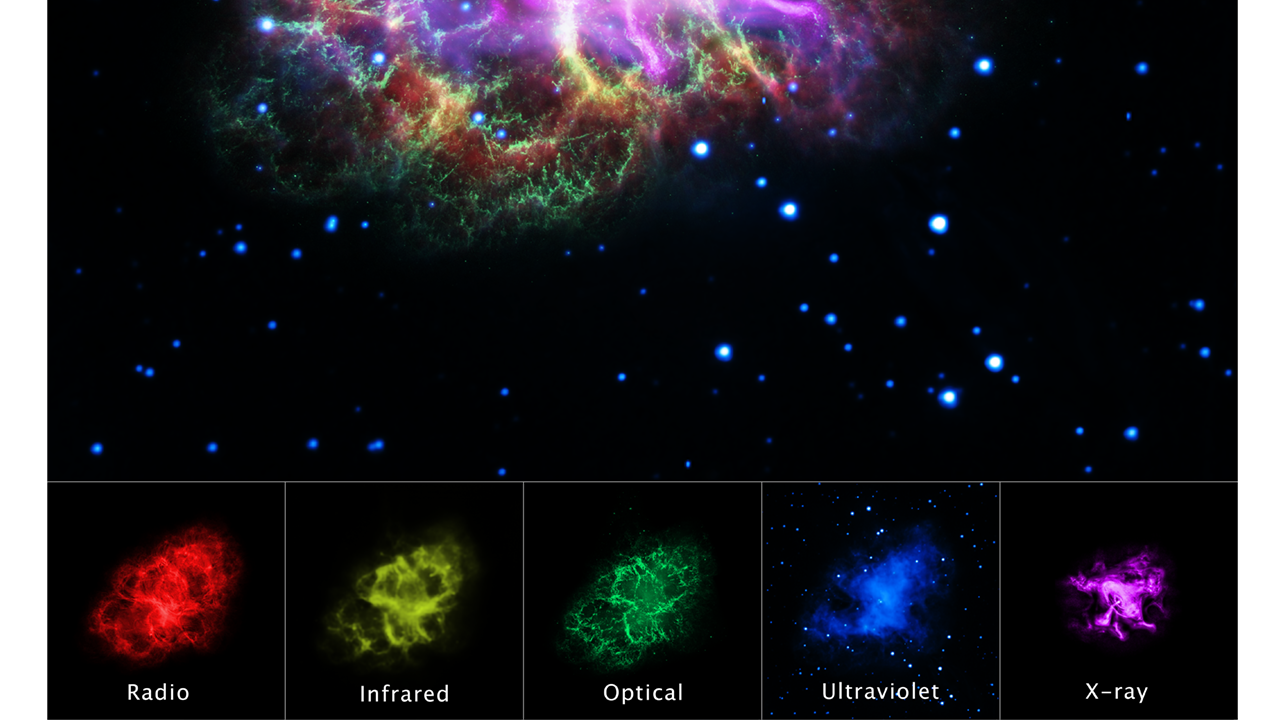 Radio
Infrared
Optical
Ultraviolet
X-ray